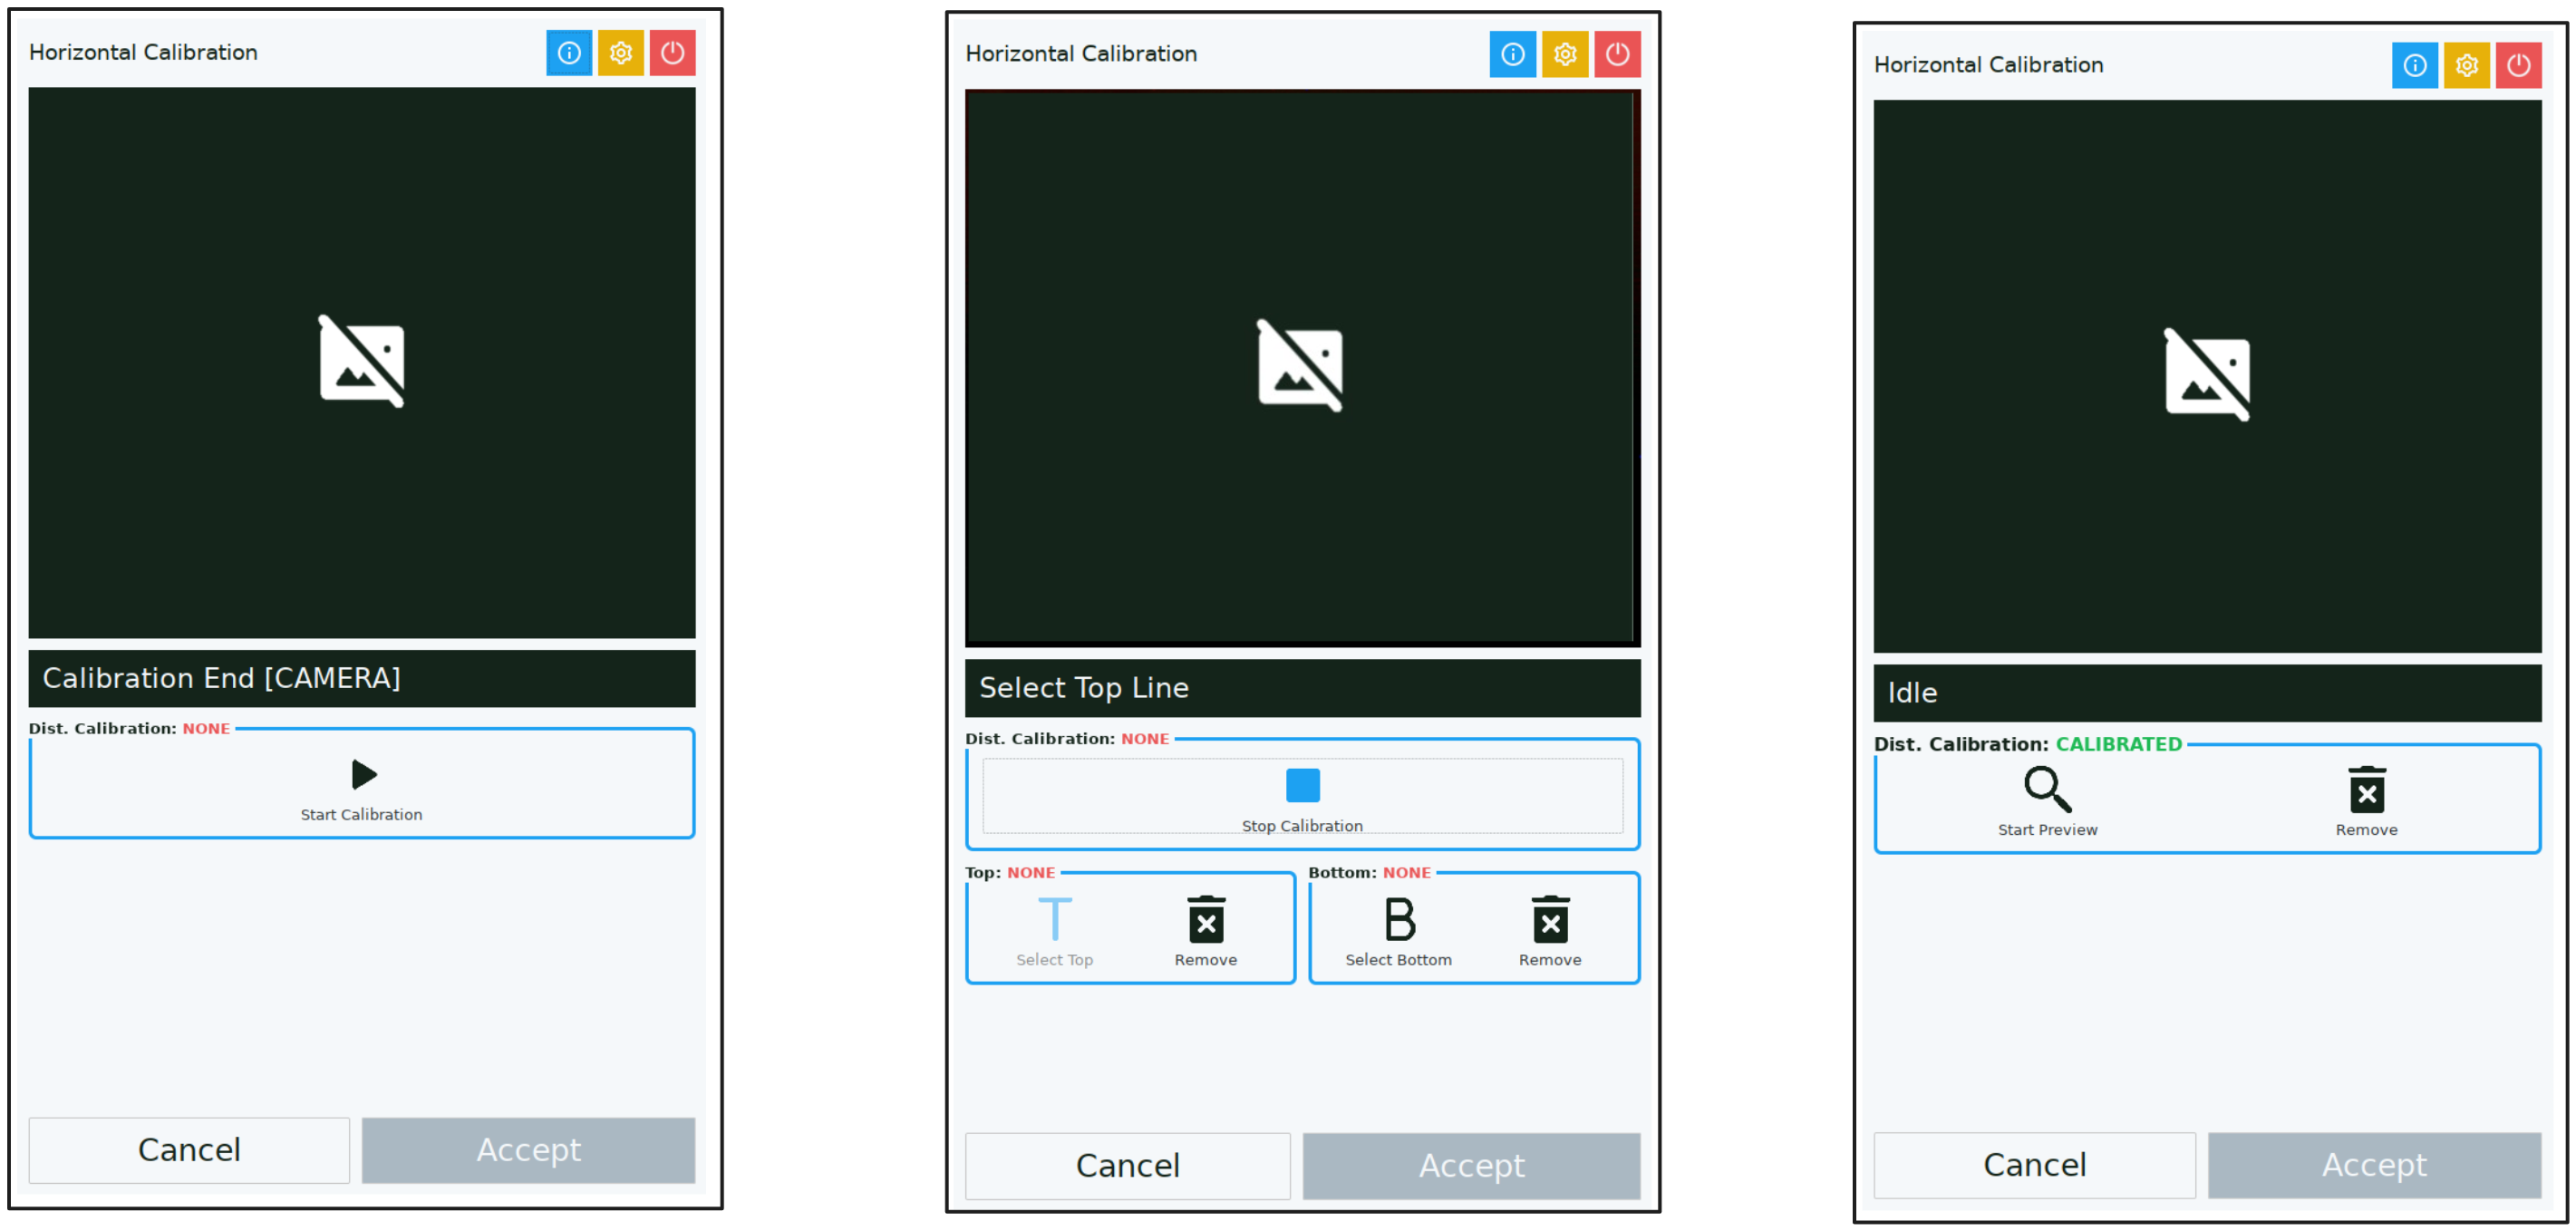 Horizontal Calibration
Calibration End [CAMERA]
Dist. Calibration: NONE
Start Calibration
Cancel
Accept
Horizontal Calibration
Select Top Line
Dist. Calibration: NONE
Stop Calibration
Top: NONE
T
Select Top
Remove
Bottom: NONE
B
Select Bottom
Remove
Cancel
Accept
Horizontal Calibration
Idle
Dist. Calibration: CALIBRATED
Start Preview
Remove
Cancel
Accept